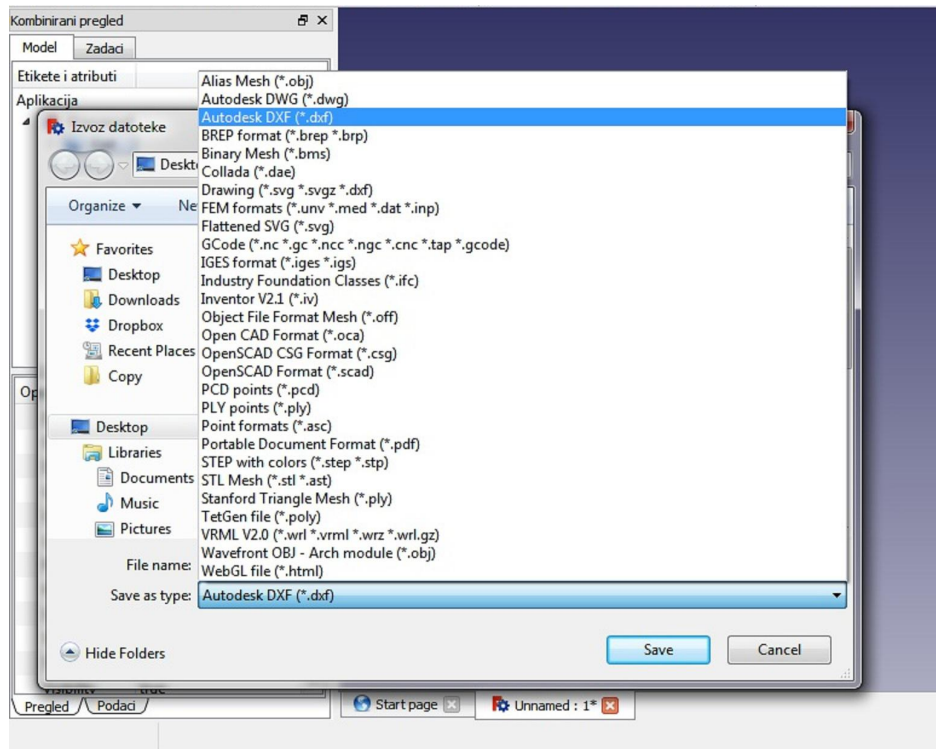 Kombinirani pregled
Model
Zadaci
Etikete i atributi
Aplikacija
Izvoz datoteke
Organize
Favorites
Desktop
Downloads
Dropbox
Recent Places
Copy
Desktop
Libraries
Documents
Music
Pictures
Alias Mesh (*.obj)
Autodesk DWG (*.dwg)
Autodesk DXF (*.dxf)
BREP format (*.brep *.brp)
Binary Mesh (*.bms)
Collada (*.dae)
Drawing (*.svg *.svgz *.dxf)
FEM formats (*.unv *.med *.dat *.inp)
Flattened SVG (*.svg)
GCode (*.nc *.gc *.ncc *.ngc *.cnc *.tap *.gcode)
IGES format (*.iges *.igs)
Industry Foundation Classes (*.ifc)
Inventor V2.1 (*.iv)
Object File Format Mesh (*.off)
Open CAD Format (*.oca)
OpenSCAD CSG Format (*.csg)
OpenSCAD Format (*.scad)
PCD points (*.pcd)
PLY points (*.ply)
Point formats (*.asc)
Portable Document Format (*.pdf)
STEP with colors (*.step *.stp)
STL Mesh (*.stl *.ast)
Stanford Triangle Mesh (*.ply)
TetGen file (*.poly)
VRML V2.0 (*.wrl *.vrml *.wrz *.wrl.gz)
Wavefront OBJ - Arch module (*.obj)
WebGL file (*.html)
File name:
Save as type: Autodesk DXF (*.dxf)
Hide Folders
Save
Cancel
Pregled
Podaci
Start page
Unnamed : 1*